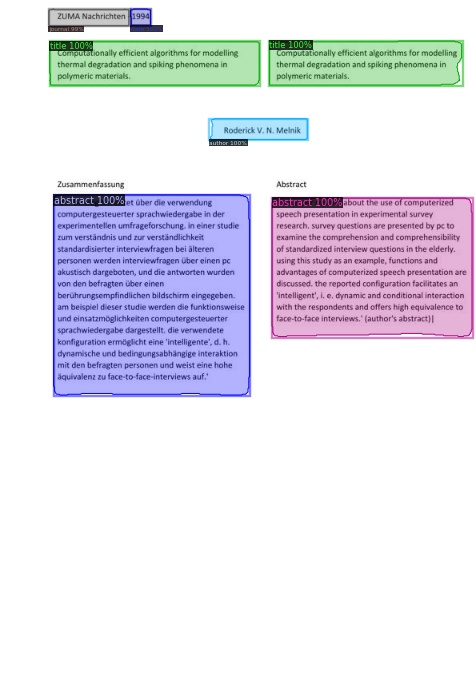 ZUMA Nachrichten 1994
journal 99%
title 100%
Computationally efficient algorithms for modelling
thermal degradation and spiking phenomena in
polymeric materials.
title 100%
Computationally efficient algorithms for modelling
thermal degradation and spiking phenomena in
polymeric materials.
Roderick V. N. Melnik
author 100%
Zusammenfassung
abstract 100% et über die verwendung
computergesteuerter sprachwiedergabe in der
experimentellen umfrageforschung. in einer studie
zum verständnis und zur verständlichkeit
standardisierter interviewfragen bei älteren
personen werden interviewfragen über einen pc
akustisch dargeboten, und die antworten wurden
von den befragten über einen
berührungsempfindlichen bildschirm eingegeben.
am beispiel dieser studie werden die funktionsweise
und einsatzmöglichkeiten computergesteuerter
sprachwiedergabe dargestellt. die verwendete
konfiguration ermöglicht eine 'intelligente', d. h.
dynamische und bedingungsabhängige interaktion
mit den befragten personen und weist eine hohe
äquivalenz zu face-to-face-interviews auf.'
Abstract
abstract 100% about the use of computerized
speech presentation in experimental survey
research. survey questions are presented by pc to
examine the comprehension and comprehensibility
of standardized interview questions in the elderly.
using this study as an example, functions and
advantages of computerized speech presentation are
discussed. the reported configuration facilitates an
'intelligent', i. e. dynamic and conditional interaction
with the respondents and offers high equivalence to
face-to-face interviews.' (author's abstract)|